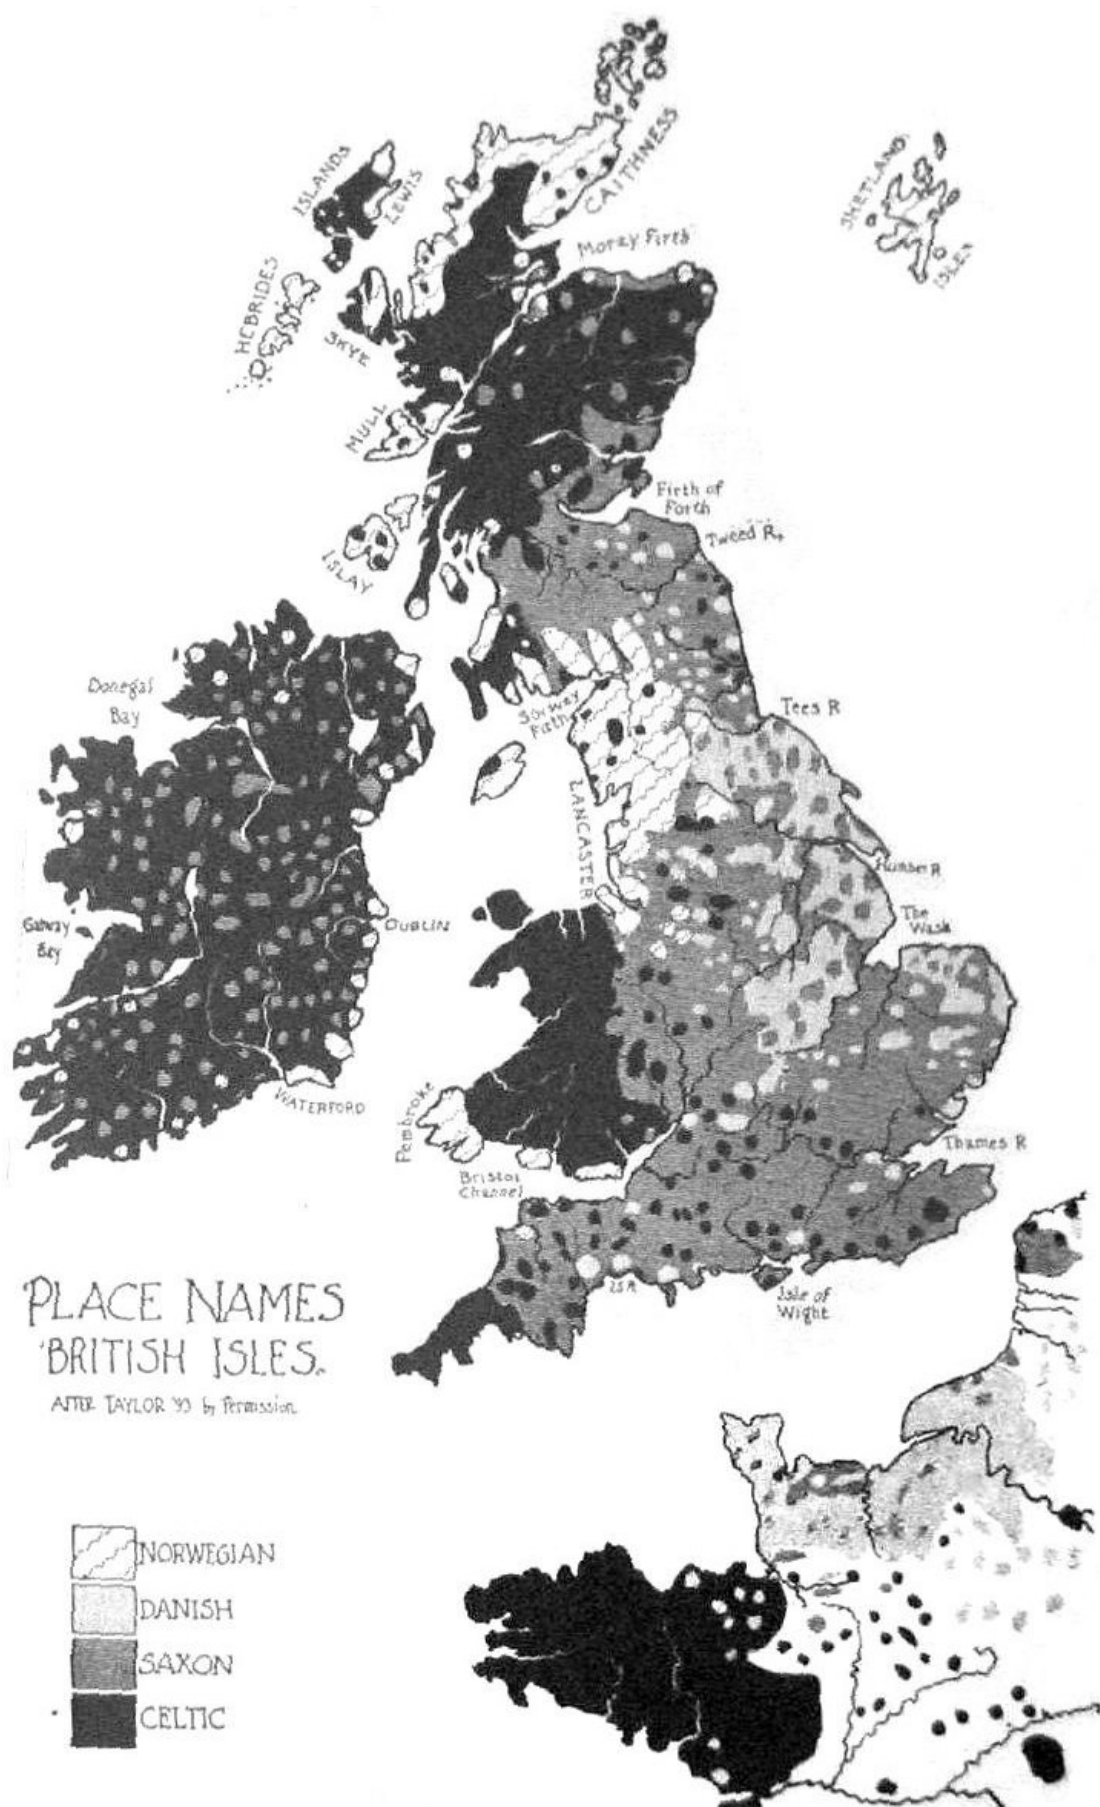 CAITHNESS
ISLANDS
LEWIS
SHETLAND
ISLES
Moray Firth
HEBRIDES
SKYE
MULL
Firth of
Forth
Tweed R.
ISLAY
Donegal
Bay
Solway
Firth
Tees R
LANCASTER
Humber R
The
Wash
Galway
Bay
DUBLIN
WATERFORD
Pembroke
Thames R
Bristol
Channel
Isle of
Wight
PLACE NAMES
BRITISH ISLES.
AFTER TAYLOR '93 by Permission
NORWEGIAN
DANISH
SAXON
CELTIC